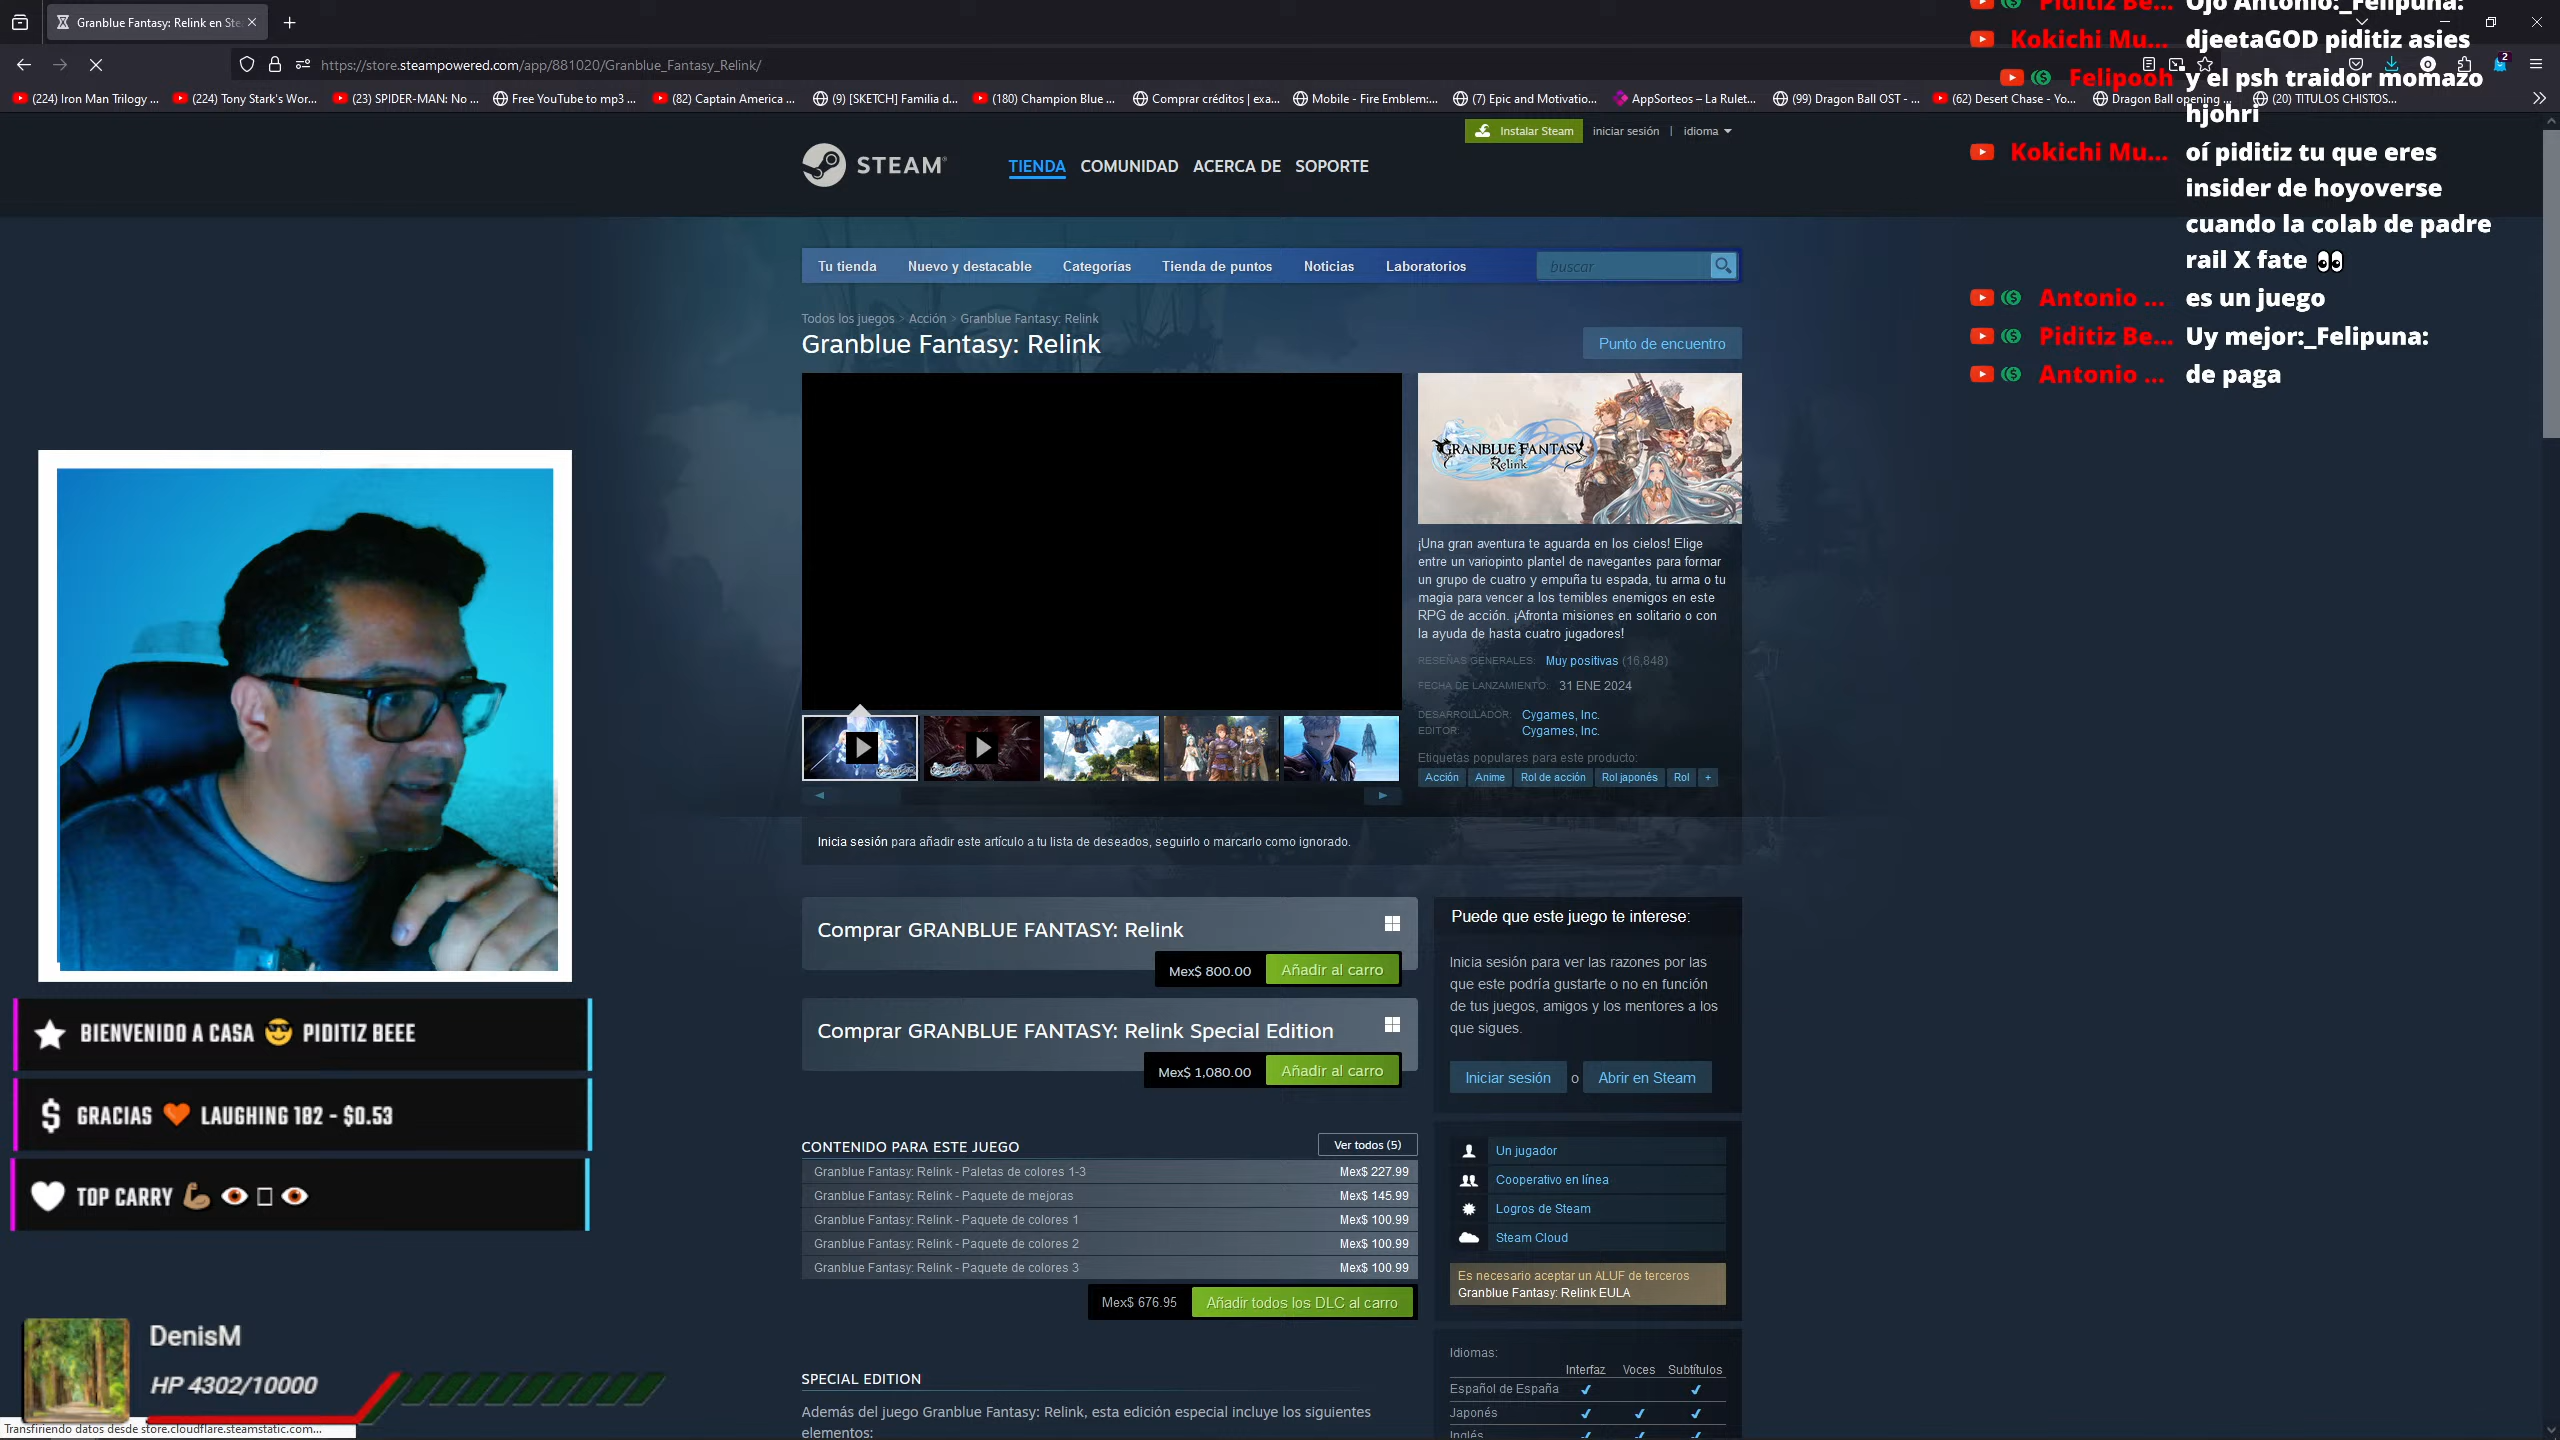 Granblue Fantasy: Relink en Ste
https://store.steampowered.com/app/881020/Granblue_Fantasy_Relink/
(224) Iron Man Trilogy ...
(224) Tony Stark's Wor...
(23) SPIDER-MAN: No ...
Free YouTube to mp3 ...
(82) Captain America ...
(9) [SKETCH] Familia d...
(180) Champion Blue ...
Comprar créditos | exa...
Mobile - Fire Emblem:...
(7) Epic and Motivatio...
AppSorteos – La Rulet...
(99) Dragon Ball OST - ...
(62) Desert Chase - Yo...
Dragon Ball opening ...
(20) TITULOS CHISTOS...
2
Piditiz Be... Ojo Antonio:_Felipuna:
Kokichi Mu... djeetaGOD piditiz asies
Felipooh y el psh traidor momazo
hjohri
Kokichi Mu... oí piditiz tu que eres
insider de hoyoverse
cuando la colab de padre
rail X fate 👀
Antonio ... es un juego
Piditiz Be... Uy mejor:_Felipuna:
Antonio ... de paga
Instalar Steam iniciar sesión | idioma
STEAM
TIENDA COMUNIDAD ACERCA DE SOPORTE
Tu tienda Nuevo y destacable Categorías Tienda de puntos Noticias Laboratorios buscar
Todos los juegos > Acción > Granblue Fantasy: Relink
Granblue Fantasy: Relink
Punto de encuentro
GRANBLUE FANTASY
Relink
¡Una gran aventura te aguarda en los cielos! Elige
entre un variopinto plantel de navegantes para formar
un grupo de cuatro y empuña tu espada, tu arma o tu
magia para vencer a los temibles enemigos en este
RPG de acción. ¡Afronta misiones en solitario o con
la ayuda de hasta cuatro jugadores!
RESEÑAS GENERALES: Muy positivas (16,848)
FECHA DE LANZAMIENTO: 31 ENE 2024
DESARROLLADOR: Cygames, Inc.
EDITOR: Cygames, Inc.
Etiquetas populares para este producto:
Acción Anime Rol de acción Rol japonés Rol +
Inicia sesión para añadir este artículo a tu lista de deseados, seguirlo o marcarlo como ignorado.
Comprar GRANBLUE FANTASY: Relink
Mex$ 800.00 Añadir al carro
Comprar GRANBLUE FANTASY: Relink Special Edition
Mex$ 1,080.00 Añadir al carro
CONTENIDO PARA ESTE JUEGO Ver todos (5)
Granblue Fantasy: Relink - Paletas de colores 1-3 Mex$ 227.99
Granblue Fantasy: Relink - Paquete de mejoras Mex$ 145.99
Granblue Fantasy: Relink - Paquete de colores 1 Mex$ 100.99
Granblue Fantasy: Relink - Paquete de colores 2 Mex$ 100.99
Granblue Fantasy: Relink - Paquete de colores 3 Mex$ 100.99
Mex$ 676.95 Añadir todos los DLC al carro
SPECIAL EDITION
Además del juego Granblue Fantasy: Relink, esta edición especial incluye los siguientes
elementos:
Puede que este juego te interese:
Inicia sesión para ver las razones por las
que este podría gustarte o no en función
de tus juegos, amigos y los mentores a los
que sigues.
Iniciar sesión o Abrir en Steam
Un jugador
Cooperativo en línea
Logros de Steam
Steam Cloud
Es necesario aceptar un ALUF de terceros
Granblue Fantasy: Relink EULA
Idiomas:
Interfaz Voces Subtítulos
Español de España ✔ ✔
Japonés ✔ ✔ ✔
Inglés ✔ ✔ ✔
BIENVENIDO A CASA 😎 PIDITIZ BEEE
$ GRACIAS 🧡 LAUGHING 182 - $0.53
TOP CARRY 💪🏽 👁 □ 👁
DenisM
HP 4302/10000
Transfiriendo datos desde store.cloudflare.steamstatic.com...